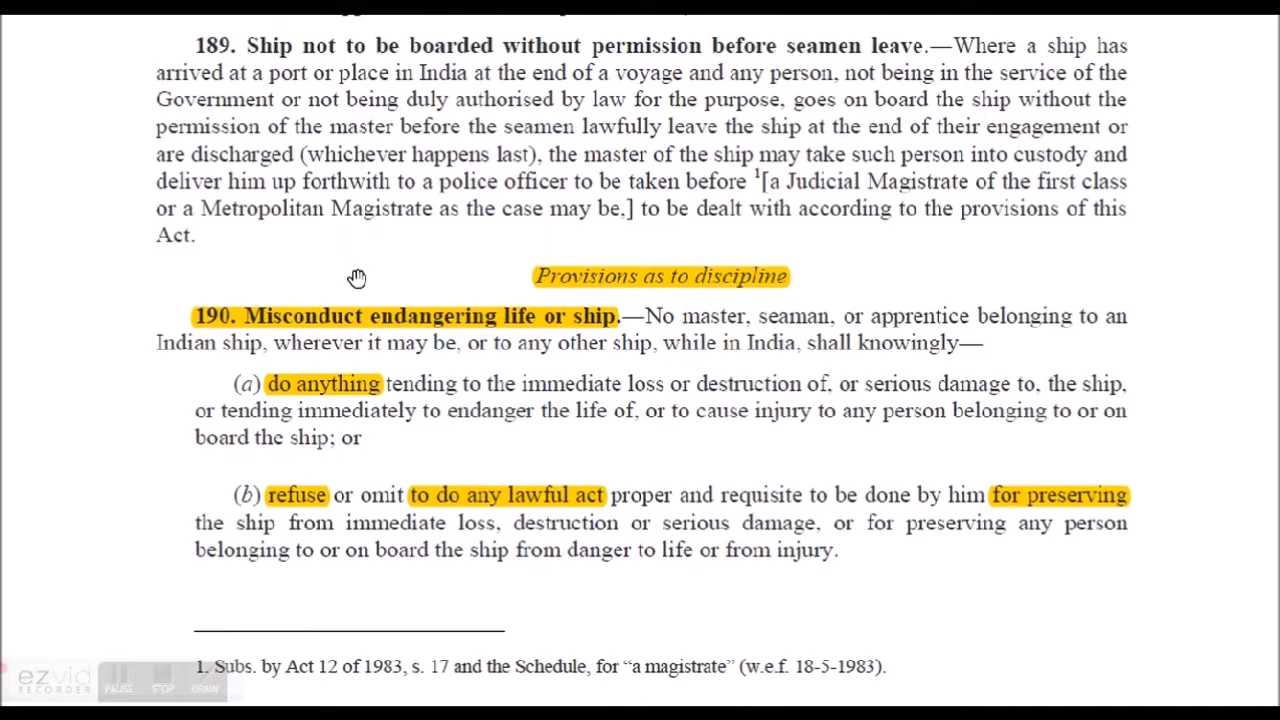 189. Ship not to be boarded without permission before seamen leave.—Where a ship has
arrived at a port or place in India at the end of a voyage and any person, not being in the service of the
Government or not being duly authorised by law for the purpose, goes on board the ship without the
permission of the master before the seamen lawfully leave the ship at the end of their engagement or
are discharged (whichever happens last), the master of the ship may take such person into custody and
deliver him up forthwith to a police officer to be taken before 1[a Judicial Magistrate of the first class
or a Metropolitan Magistrate as the case may be,] to be dealt with according to the provisions of this
Act.
Provisions as to discipline
190. Misconduct endangering life or ship.—No master, seaman, or apprentice belonging to an
Indian ship, wherever it may be, or to any other ship, while in India, shall knowingly—
(a) do anything tending to the immediate loss or destruction of, or serious damage to, the ship,
or tending immediately to endanger the life of, or to cause injury to any person belonging to or on
board the ship; or
(b) refuse or omit to do any lawful act proper and requisite to be done by him for preserving
the ship from immediate loss, destruction or serious damage, or for preserving any person
belonging to or on board the ship from danger to life or from injury.
1. Subs. by Act 12 of 1983, s. 17 and the Schedule, for “a magistrate” (w.e.f. 18-5-1983).
ezvid
RECORDER
PAUSE STOP DRAW